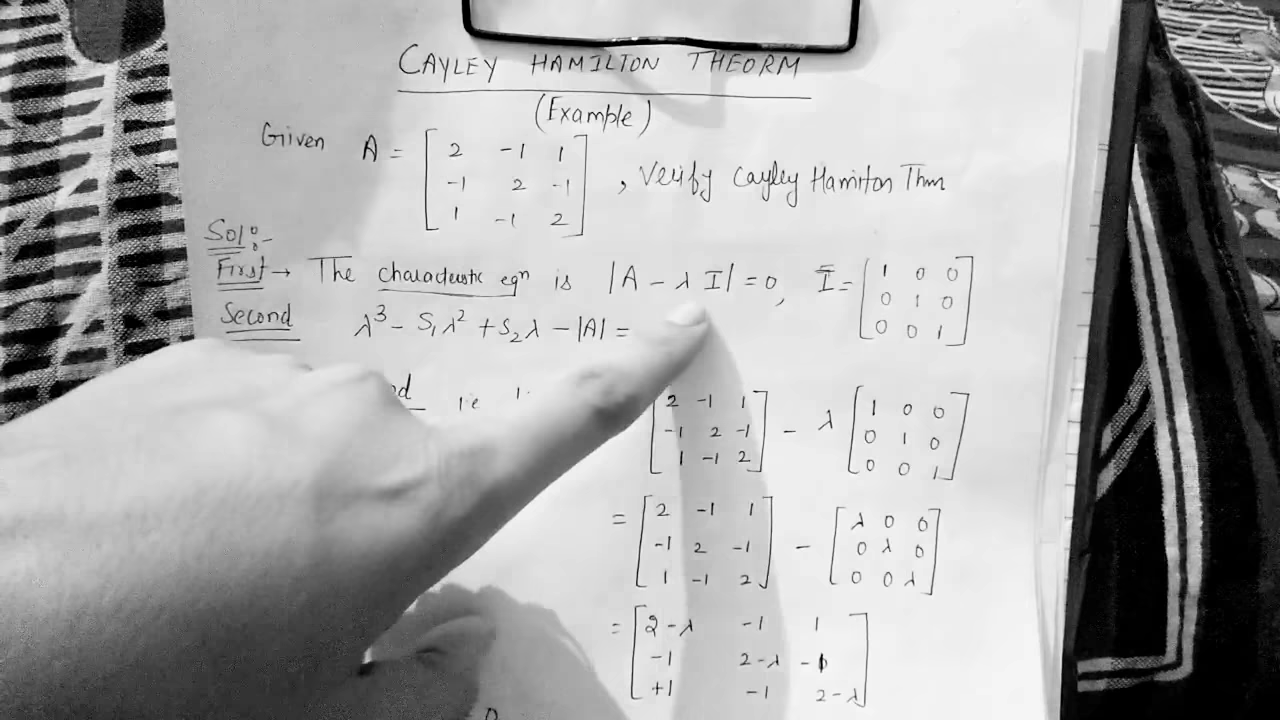 CAYLEY HAMILTON THEORM
(Example)
Given A = [ 2 -1 1
-1 2 -1
1 -1 2 ] , Verify Cayley Hamilton Thm
Sol:-
First → The characteristic eqn is |A - λ I| = 0, I = [ 1 0 0
0 1 0
0 0 1 ]
Second λ³ - S₁λ² + S₂λ - |A| =
i.e
[ 2 -1 1
-1 2 -1
1 -1 2 ] - λ [ 1 0 0
0 1 0
0 0 1 ]
= [ 2 -1 1
-1 2 -1
1 -1 2 ] - [ λ 0 0
0 λ 0
0 0 λ ]
= [ 2-λ -1 1
-1 2-λ -1
+1 -1 2-λ ]